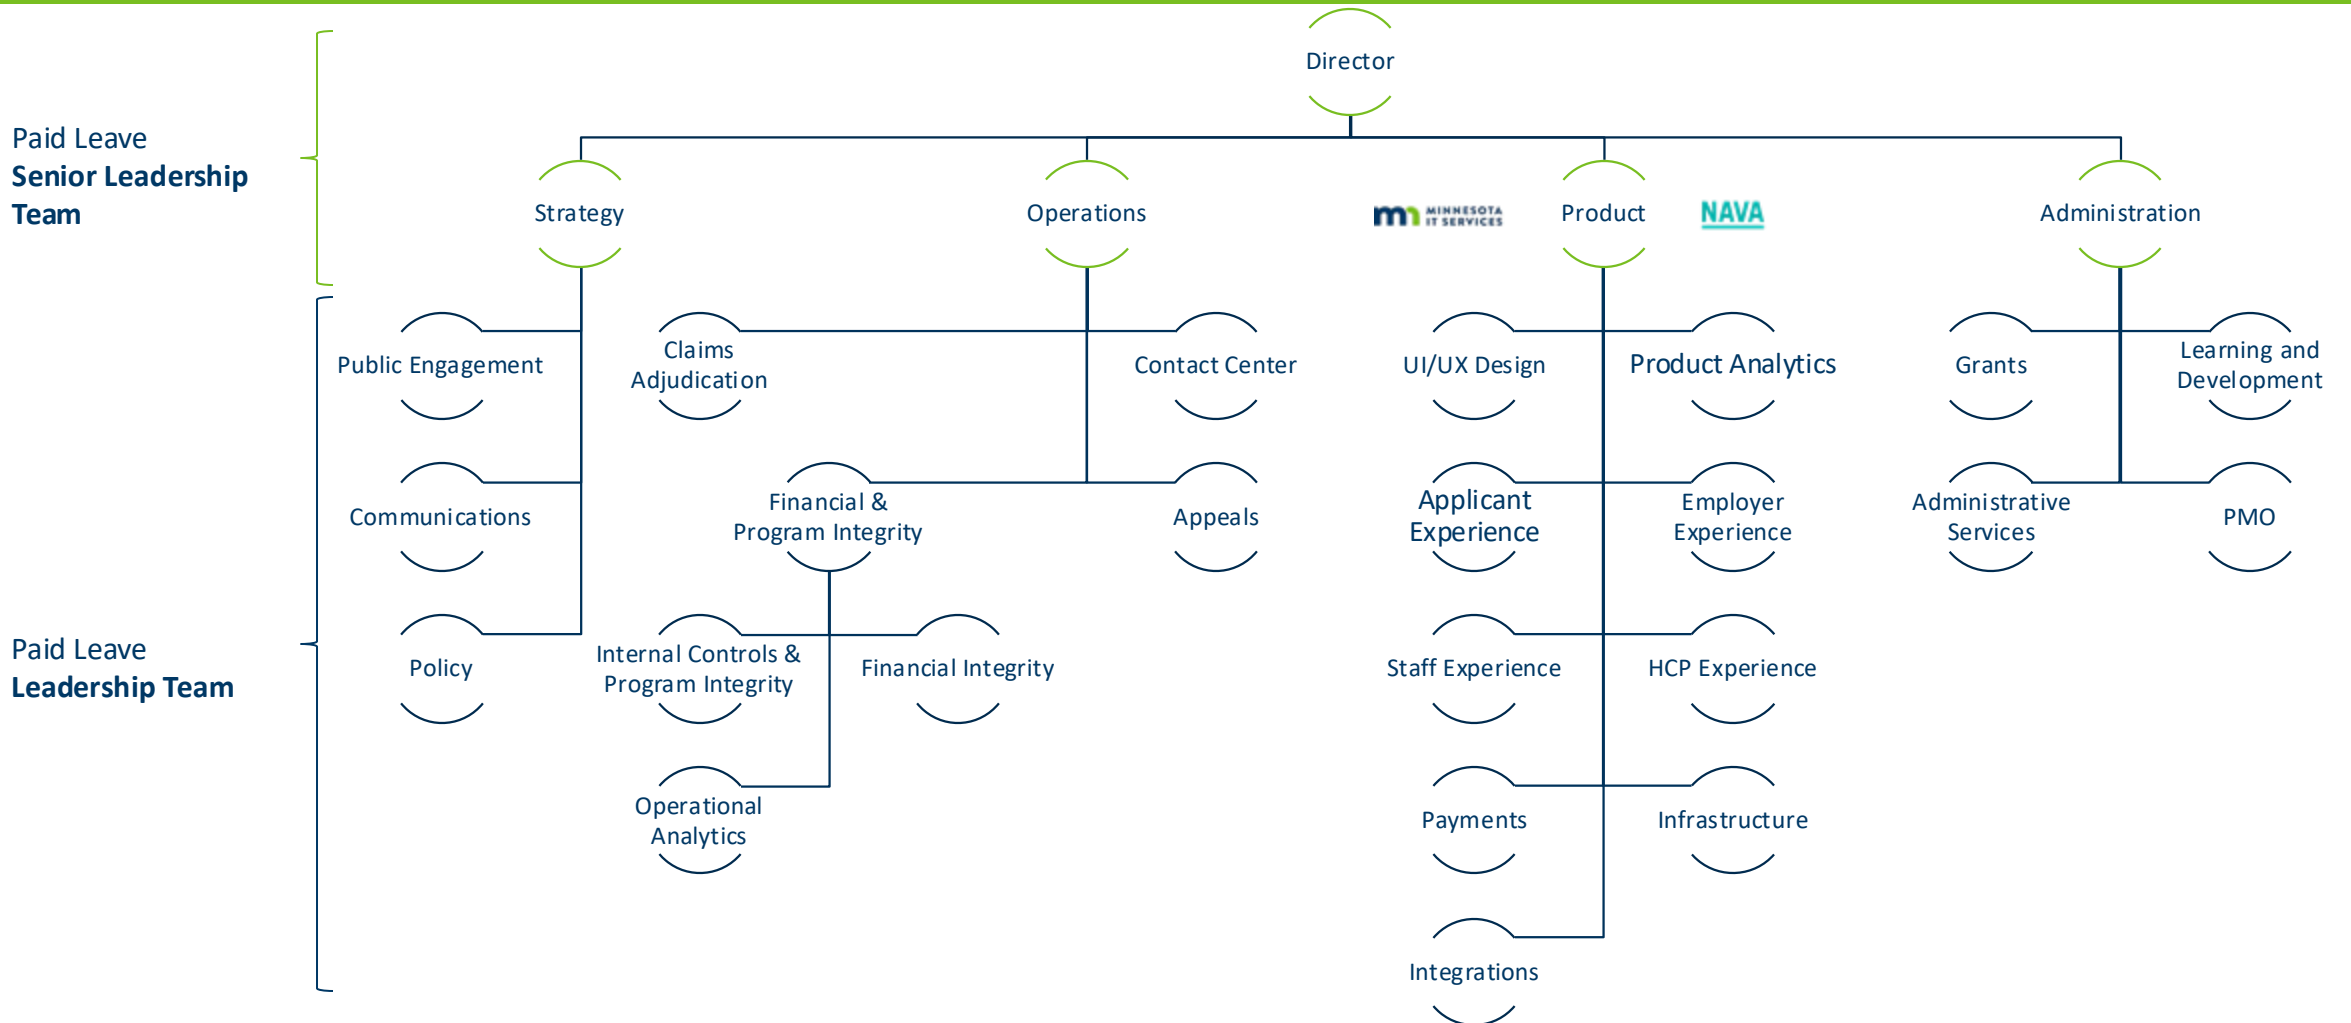 Director
Paid Leave
Senior Leadership
Team
Strategy
Operations
MINNESOTA
IT SERVICES
Product
NAVA
Administration
Public Engagement
Claims
Adjudication
Contact Center
UI/UX Design
Product Analytics
Grants
Learning and
Development
Communications
Financial &
Program Integrity
Appeals
Applicant
Experience
Employer
Experience
Administrative
Services
PMO
Paid Leave
Leadership Team
Policy
Internal Controls &
Program Integrity
Financial Integrity
Staff Experience
HCP Experience
Operational
Analytics
Payments
Infrastructure
Integrations